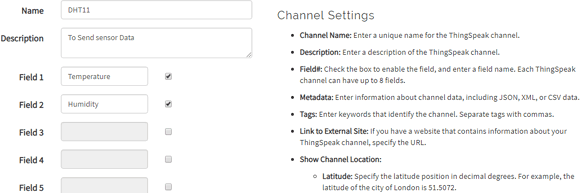 Name
DHT11
Description
To Send sensor Data
Field 1
Temperature
Field 2
Humidity
Field 3
Field 4
Field 5
Channel Settings
• Channel Name: Enter a unique name for the ThingSpeak channel.
• Description: Enter a description of the ThingSpeak channel.
• Field#: Check the box to enable the field, and enter a field name. Each ThingSpeak
channel can have up to 8 fields.
• Metadata: Enter information about channel data, including JSON, XML, or CSV data.
• Tags: Enter keywords that identify the channel. Separate tags with commas.
• Link to External Site: If you have a website that contains information about your
ThingSpeak channel, specify the URL.
• Show Channel Location:
◦ Latitude: Specify the latitude position in decimal degrees. For example, the
latitude of the city of London is 51.5072.